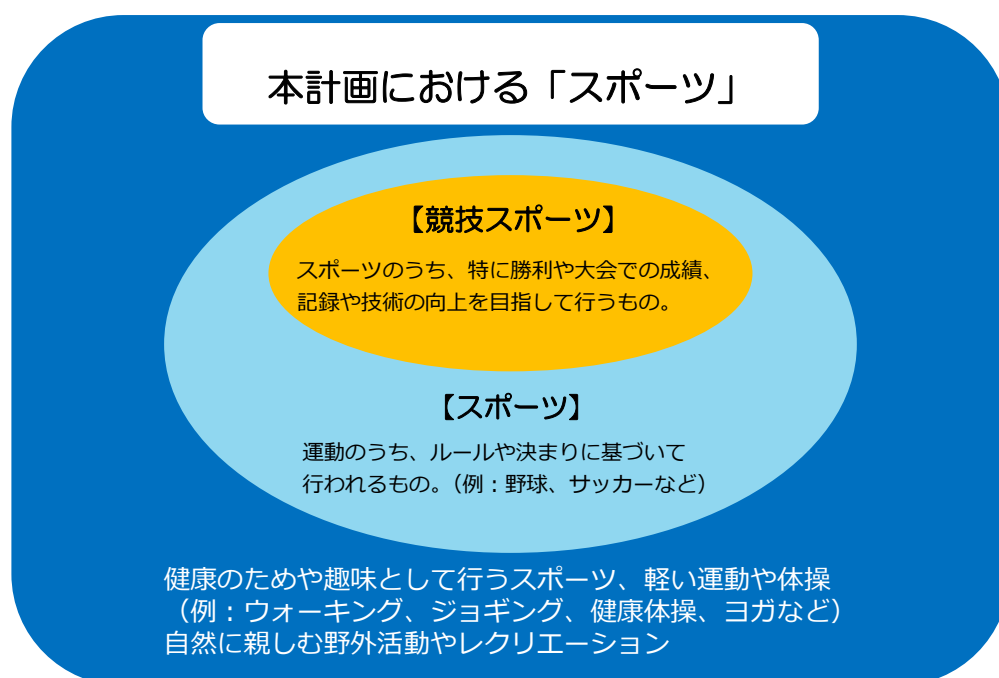 本計画における「スポーツ」
【競技スポーツ】
スポーツのうち、特に勝利や大会での成績、
記録や技術の向上を目指して行うもの。
【スポーツ】
運動のうち、ルールや決まりに基づいて
行われるもの。（例：野球、サッカーなど）
健康のためや趣味として行うスポーツ、軽い運動や体操
（例：ウォーキング、ジョギング、健康体操、ヨガなど）
自然に親しむ野外活動やレクリエーション